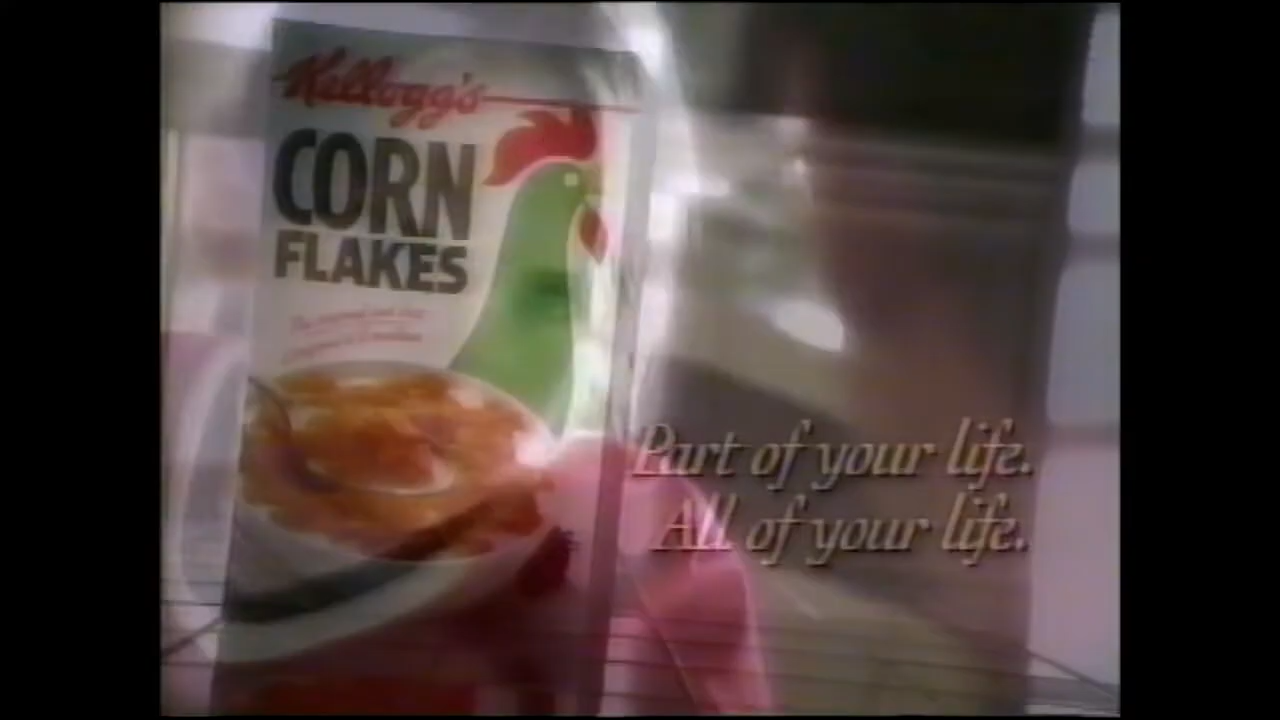 Kellogg's
CORN
FLAKES
Part of your life.
All of your life.